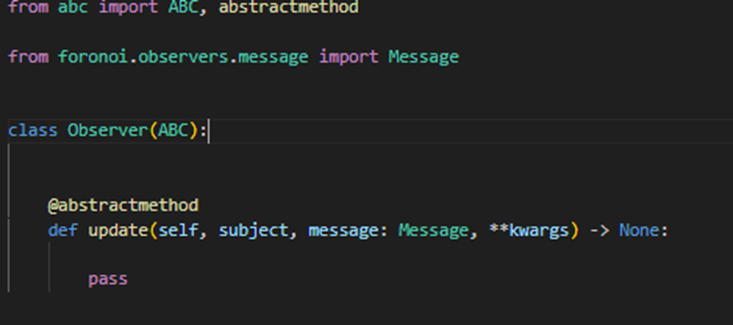 from abc import ABC, abstractmethod
from foronoi.observers.message import Message
class Observer(ABC):
@abstractmethod
def update(self, subject, message: Message, **kwargs) -> None:
pass